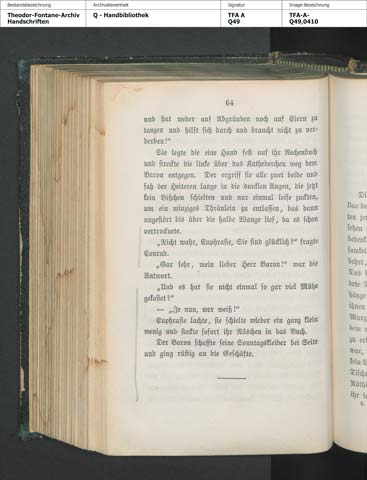 Bestandsbezeichnung
Archivalieneinheit
Signatur
Image-Bezeichnung
Theodor-Fontane-Archiv
Handschriften
Q - Handbibliothek
TFA A
Q49
TFA-A-
Q49,0410
64
und hat weder auf Abgründen noch auf Eiern zu
tanzen und hilft sich durch und braucht nicht zu ver-
derben!“
Sie legte die eine Hand fest auf ihr Rechenbuch
und streckte die linke über das Kathederchen weg dem
Baron entgegen. Der ergriff sie alle zwei beide und
sah der Heiteren lange in die dunklen Augen, die jetzt
kein Bißchen schielten und nur einmal leise zuckten,
um ein winziges Thränlein zu entlassen, das dann
ungestört bis über die halbe Wange lief, da es schon
vertrocknete.
„Nicht wahr, Euphrasie, Sie sind glücklich?“ fragte
Conrad.
„Gar sehr, mein lieber Herr Baron!“ war die
Antwort.
„Und es hat sie nicht einmal so gar viel Mühe
gekostet?“
— „Je nun, wer weiß!“
Euphrasie lachte, sie schielte wieder ein ganz klein
wenig und steckte sofort ihr Näschen in das Buch.
Der Baron schaffte seine Sonntagskleider bei Seite
und ging rüstig an die Geschäfte.